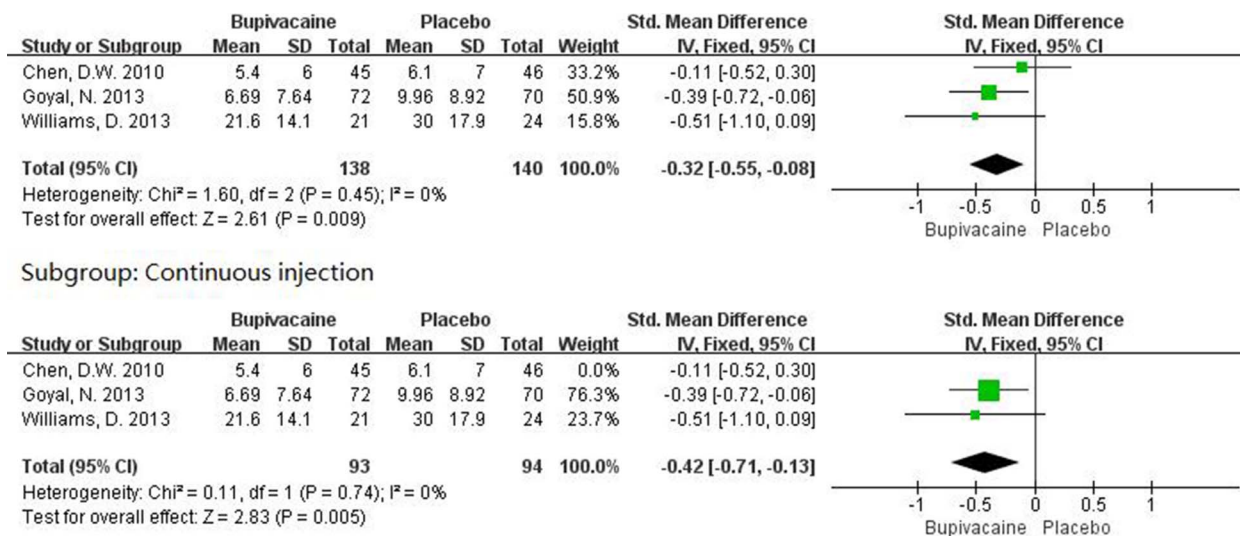 Bupivacaine Placebo Std. Mean Difference Std. Mean Difference
Study or Subgroup Mean SD Total Mean SD Total Weight IV, Fixed, 95% CI IV, Fixed, 95% CI
Chen, D.W. 2010 5.4 6 45 6.1 7 46 33.2% -0.11 [-0.52, 0.30]
Goyal, N. 2013 6.69 7.64 72 9.96 8.92 70 50.9% -0.39 [-0.72, -0.06]
Williams, D. 2013 21.6 14.1 21 30 17.9 24 15.8% -0.51 [-1.10, 0.09]
Total (95% CI) 138 140 100.0% -0.32 [-0.55, -0.08]
Heterogeneity: Chi² = 1.60, df = 2 (P = 0.45); I² = 0%
Test for overall effect: Z = 2.61 (P = 0.009)
-1 -0.5 0 0.5 1
Bupivacaine Placebo
Subgroup: Continuous injection
Bupivacaine Placebo Std. Mean Difference Std. Mean Difference
Study or Subgroup Mean SD Total Mean SD Total Weight IV, Fixed, 95% CI IV, Fixed, 95% CI
Chen, D.W. 2010 5.4 6 45 6.1 7 46 0.0% -0.11 [-0.52, 0.30]
Goyal, N. 2013 6.69 7.64 72 9.96 8.92 70 76.3% -0.39 [-0.72, -0.06]
Williams, D. 2013 21.6 14.1 21 30 17.9 24 23.7% -0.51 [-1.10, 0.09]
Total (95% CI) 93 94 100.0% -0.42 [-0.71, -0.13]
Heterogeneity: Chi² = 0.11, df = 1 (P = 0.74); I² = 0%
Test for overall effect: Z = 2.83 (P = 0.005)
-1 -0.5 0 0.5 1
Bupivacaine Placebo